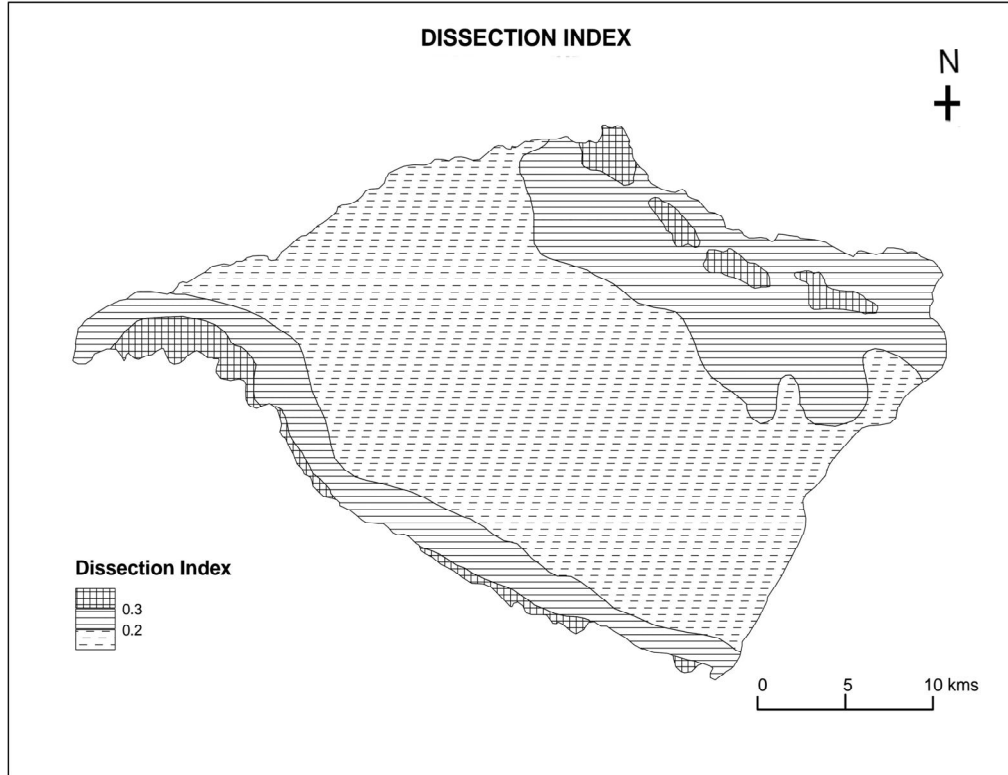 DISSECTION INDEX
N
Dissection Index
0.3
0.2
0 5 10 kms